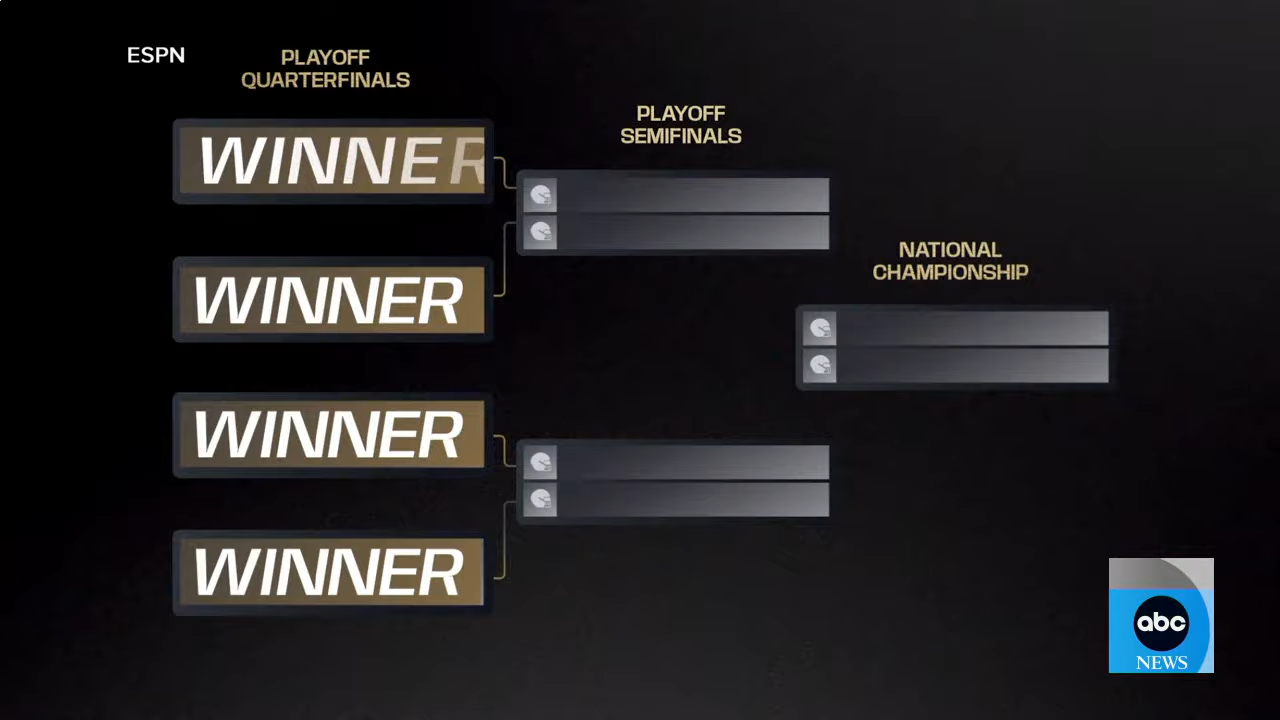 ESPN
PLAYOFF
QUARTERFINALS
WINNER
WINNER
WINNER
WINNER
PLAYOFF
SEMIFINALS
NATIONAL
CHAMPIONSHIP
abc
NEWS